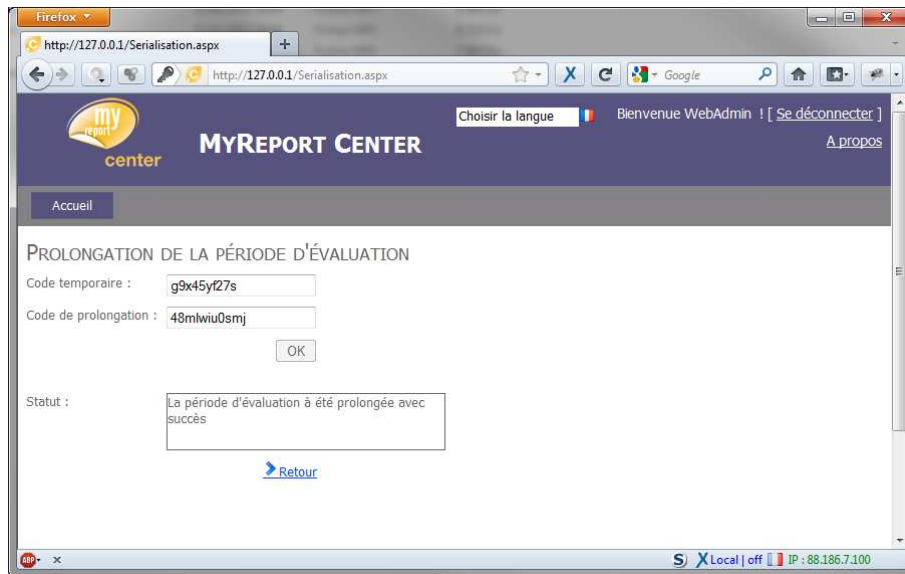 Firefox
http://127.0.0.1/Serialisation.aspx
http://127.0.0.1/Serialisation.aspx
Google
my
report
center
MYREPORT CENTER
Choisir la langue
Bienvenue WebAdmin ! [ Se déconnecter ]
A propos
Accueil
PROLONGATION DE LA PÉRIODE D'ÉVALUATION
Code temporaire : g9x45yf27s
Code de prolongation : 48mlwiu0smj
OK
Statut : La période d'évaluation à été prolongée avec
succès
Retour
ABP
S X Local | off IP : 88.186.7.100